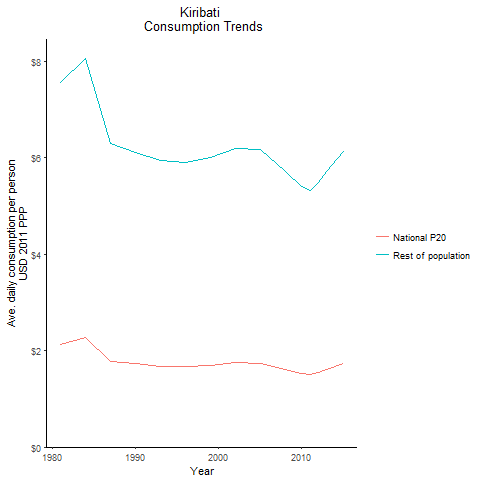 Kiribati
Consumption Trends
Ave. daily consumption per person
USD 2011 PPP
$8
$6
$4
$2
$0
1980
1990
2000
2010
Year
National P20
Rest of population